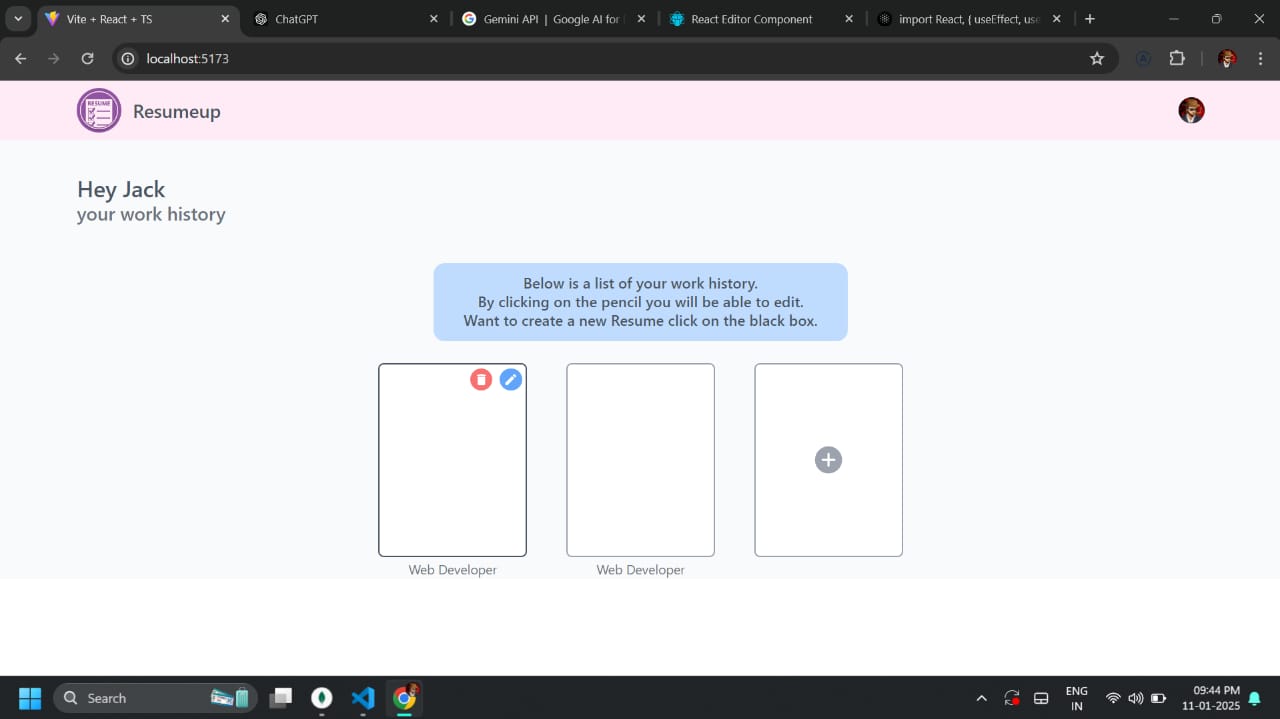 Vite + React + TS
ChatGPT
Gemini API | Google AI for
React Editor Component
import React, { useEffect, use
localhost:5173
RESUME
Resumeup
Hey Jack
your work history
Below is a list of your work history.
By clicking on the pencil you will be able to edit.
Want to create a new Resume click on the black box.
Web Developer
Web Developer
Search
ENG
IN
09:44 PM
11-01-2025